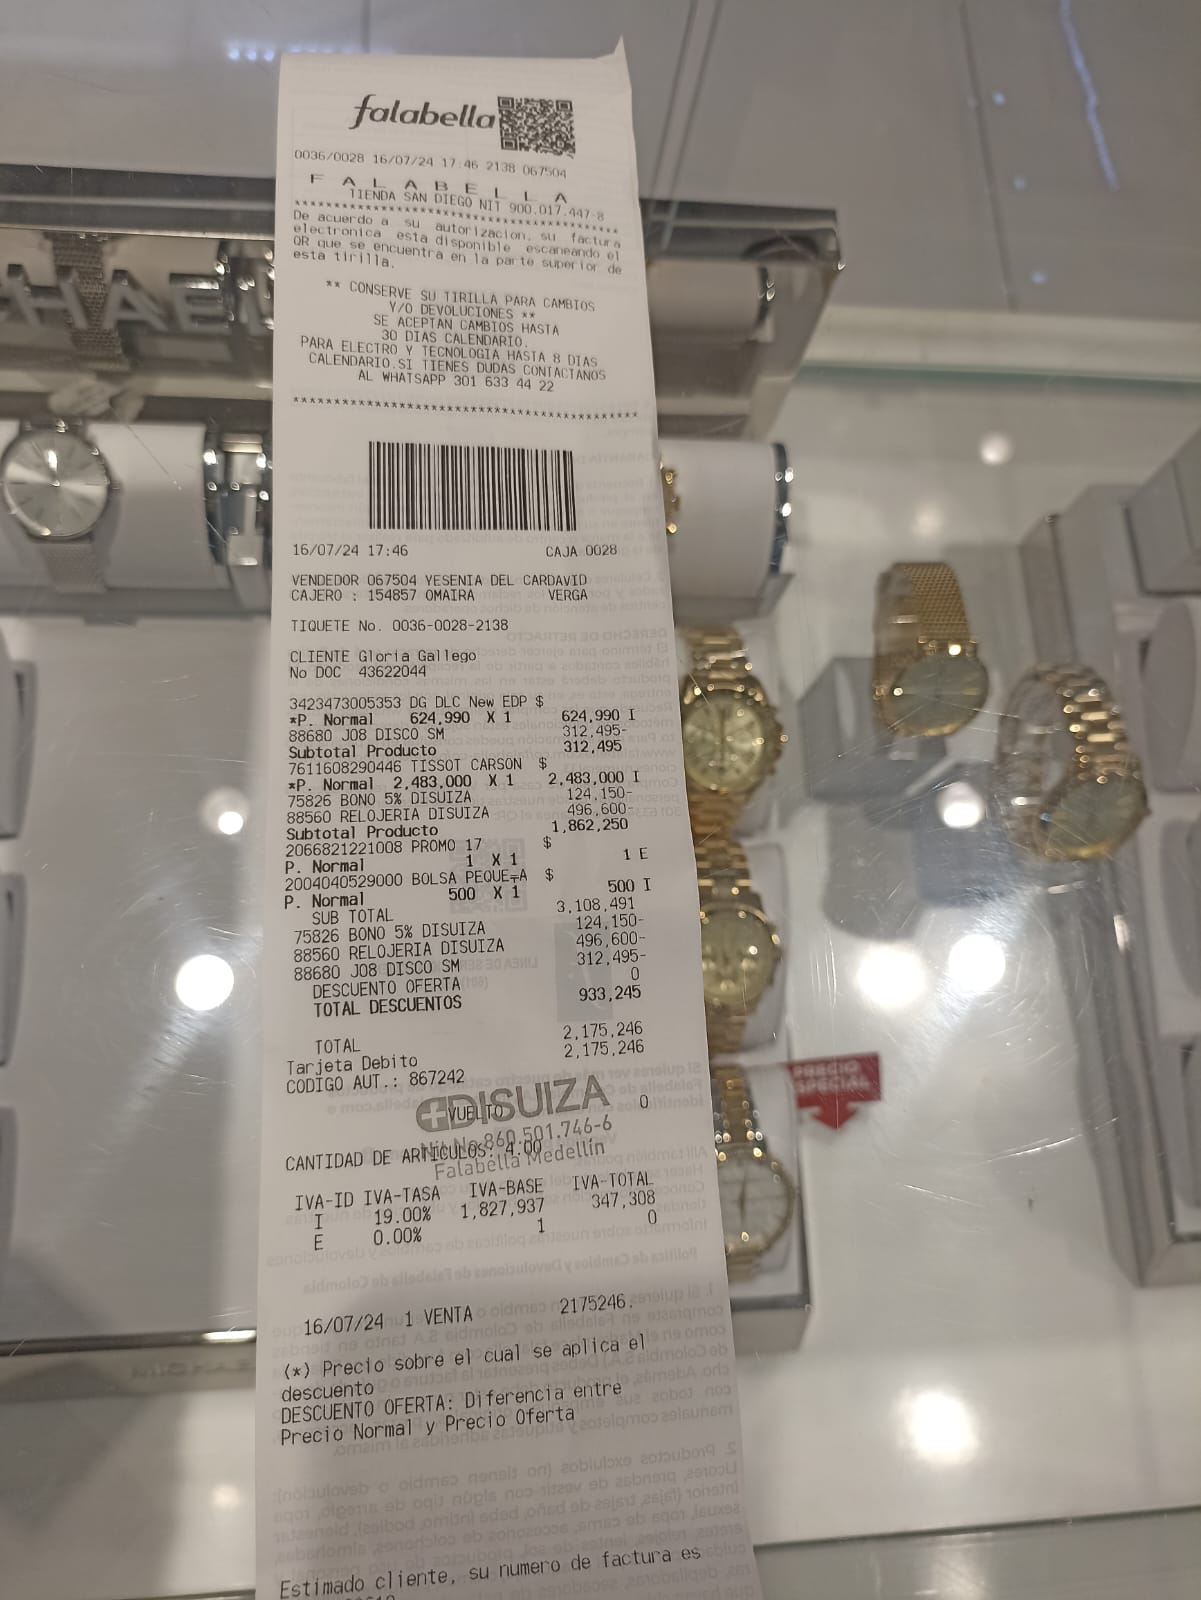 falabella
0036/0028 16/07/24 17:46 2138 067504
F A L A B E L L A
TIENDA SAN DIEGO NIT 900.017.447-8
****************************************
De acuerdo a su autorizacion, su factura
electronica esta disponible escaneando el
QR que se encuentra en la parte superior de
esta tirilla.
** CONSERVE SU TIRILLA PARA CAMBIOS
Y/O DEVOLUCIONES **
SE ACEPTAN CAMBIOS HASTA
30 DIAS CALENDARIO.
PARA ELECTRO Y TECNOLOGIA HASTA 8 DIAS
CALENDARIO.SI TIENES DUDAS CONTACTANOS
AL WHATSAPP 301 633 44 22
****************************************
16/07/24 17:46 CAJA 0028
VENDEDOR 067504 YESENIA DEL CARDAVID
CAJERO : 154857 OMAIRA VERGA
TIQUETE No. 0036-0028-2138
CLIENTE Gloria Gallego
No DOC 43622044
3423473005353 DG DLC New EDP $
*P. Normal 624,990 X 1 624,990 I
88680 J08 DISCO SM 312,495-
Subtotal Producto 312,495
7611608290446 TISSOT CARSON $
*P. Normal 2,483,000 X 1 2,483,000 I
75826 BONO 5% DISUIZA 124,150-
88560 RELOJERIA DISUIZA 496,600-
Subtotal Producto 1,862,250
2066821221008 PROMO 17 $
P. Normal 1 X 1 1 E
2004040529000 BOLSA PEQUE╤A $
P. Normal 500 X 1 500 I
SUB TOTAL 3,108,491
75826 BONO 5% DISUIZA 124,150-
88560 RELOJERIA DISUIZA 496,600-
88680 J08 DISCO SM 312,495-
DESCUENTO OFERTA 0
TOTAL DESCUENTOS 933,245
TOTAL 2,175,246
Tarjeta Debito 2,175,246
CODIGO AUT.: 867242
DISUIZA
VUELTO 0
Nit No.860.501.746-6
CANTIDAD DE ARTICULOS: 4.00
Falabella Medellín
IVA-ID IVA-TASA IVA-BASE IVA-TOTAL
I 19.00% 1,827,937 347,308
E 0.00% 1 0
16/07/24 1 VENTA 2175246.
(*) Precio sobre el cual se aplica el
descuento
DESCUENTO OFERTA: Diferencia entre
Precio Normal y Precio Oferta
Estimado cliente, su numero de factura es
PRECIO
ESPECIAL